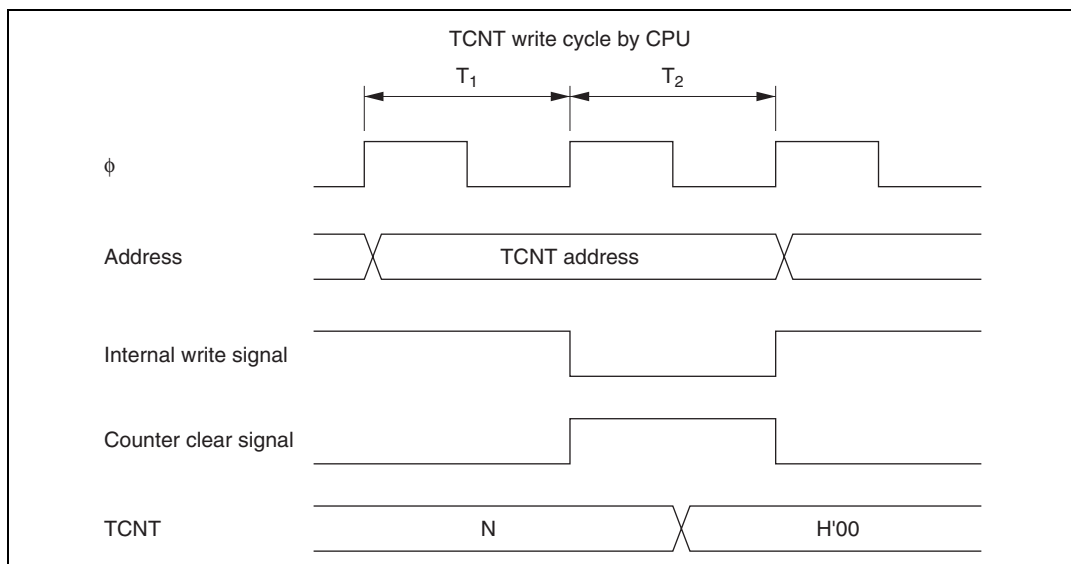 TCNT write cycle by CPU
T1 T2
ϕ
Address TCNT address
Internal write signal
Counter clear signal
TCNT N H'00